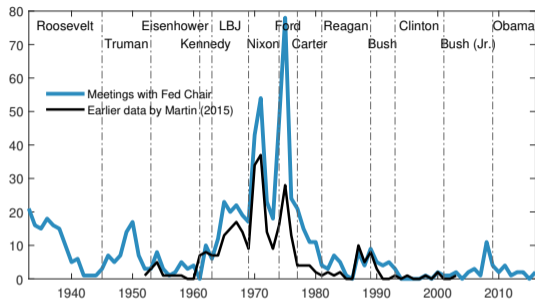 80
70
60
50
40
30
20
10
0
Roosevelt Eisenhower LBJ Ford Reagan Clinton Obama
Truman Kennedy Nixon Carter Bush Bush (Jr.)
Meetings with Fed Chair
Earlier data by Martin (2015)
1940 1950 1960 1970 1980 1990 2000 2010